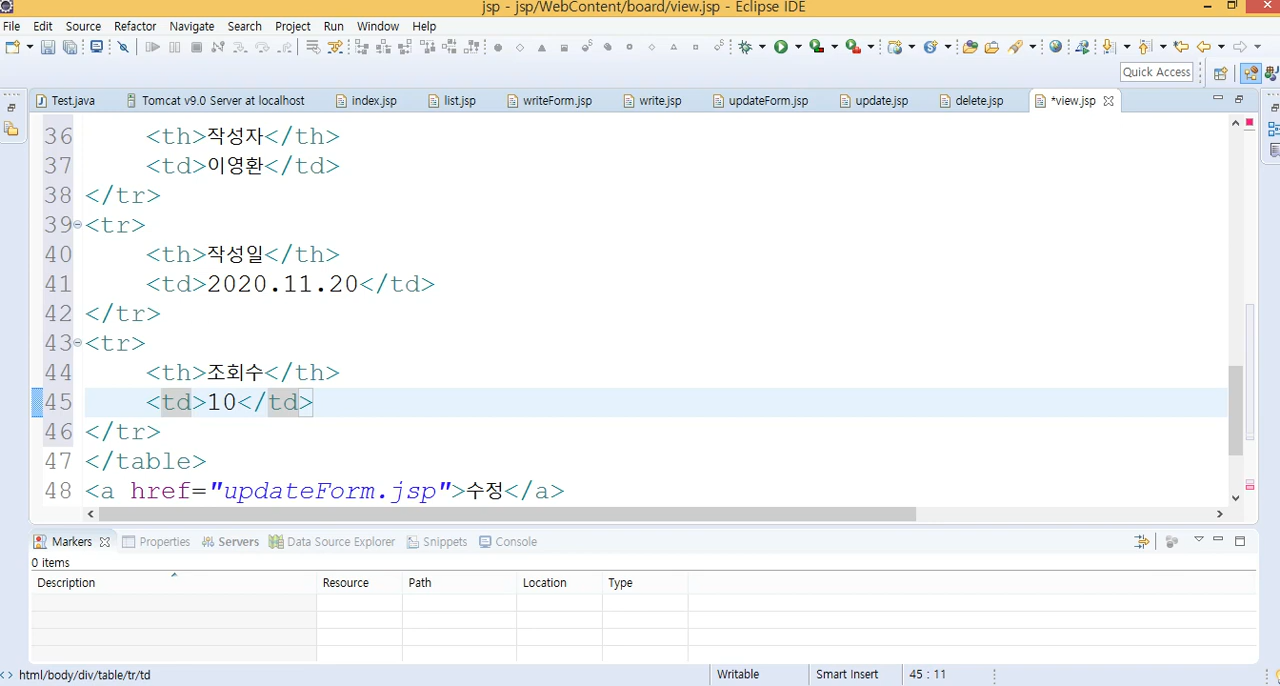 jsp - jsp/WebContent/board/view.jsp - Eclipse IDE
File Edit Source Refactor Navigate Search Project Run Window Help
Quick Access
Test.java Tomcat v9.0 Server at localhost index.jsp list.jsp writeForm.jsp write.jsp updateForm.jsp update.jsp delete.jsp *view.jsp
36 <th>작성자</th>
37 <td>이영환</td>
38 </tr>
39 <tr>
40 <th>작성일</th>
41 <td>2020.11.20</td>
42 </tr>
43 <tr>
44 <th>조회수</th>
45 <td>10</td>
46 </tr>
47 </table>
48 <a href="updateForm.jsp">수정</a>
Markers Properties Servers Data Source Explorer Snippets Console
0 items
Description Resource Path Location Type
html/body/div/table/tr/td Writable Smart Insert 45 : 11